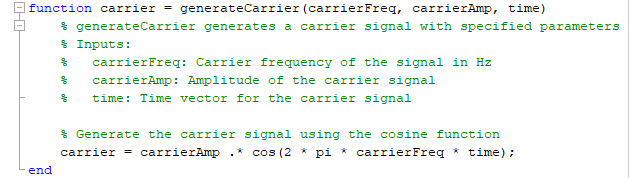 function carrier = generateCarrier(carrierFreq, carrierAmp, time)
% generateCarrier generates a carrier signal with specified parameters
% Inputs:
%   carrierFreq: Carrier frequency of the signal in Hz
%   carrierAmp: Amplitude of the carrier signal
%   time: Time vector for the carrier signal
% Generate the carrier signal using the cosine function
carrier = carrierAmp .* cos(2 * pi * carrierFreq * time);
end